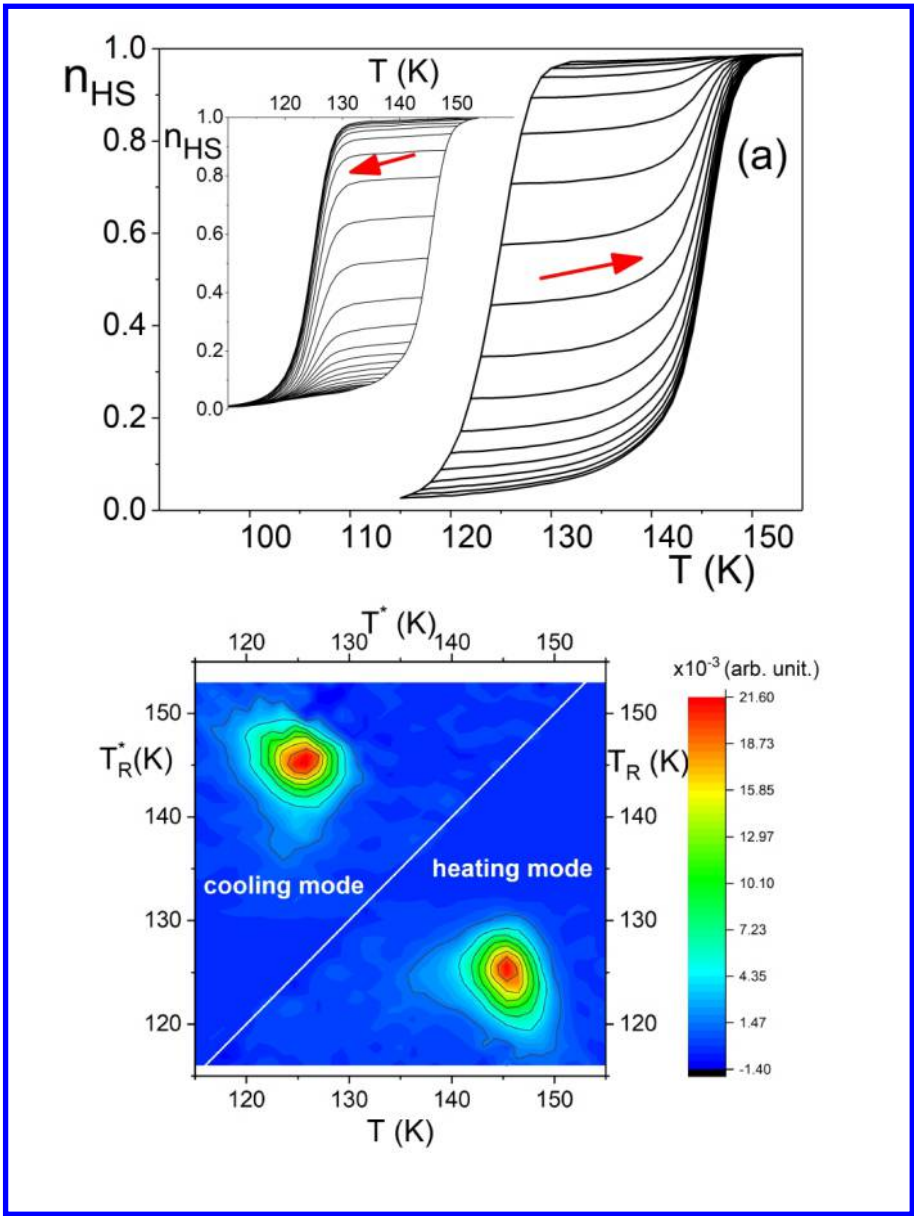 1.0
n_HS
0.8
0.6
0.4
0.2
0.0
T (K)
123 133 143 153
n_HS
1.0
0.8
0.6
0.4
0.2
0.0
(a)
100 110 120 130 140 150
T (K)
T* (K)
120 130 140 150
150
T*_R(K)
140
130
120
150
T_R (K)
140
130
120
cooling mode
heating mode
120 130 140 150
T (K)
x10^-3 (arb. unit.)
21.60
18.73
15.85
12.97
10.10
7.23
4.35
1.47
-1.40